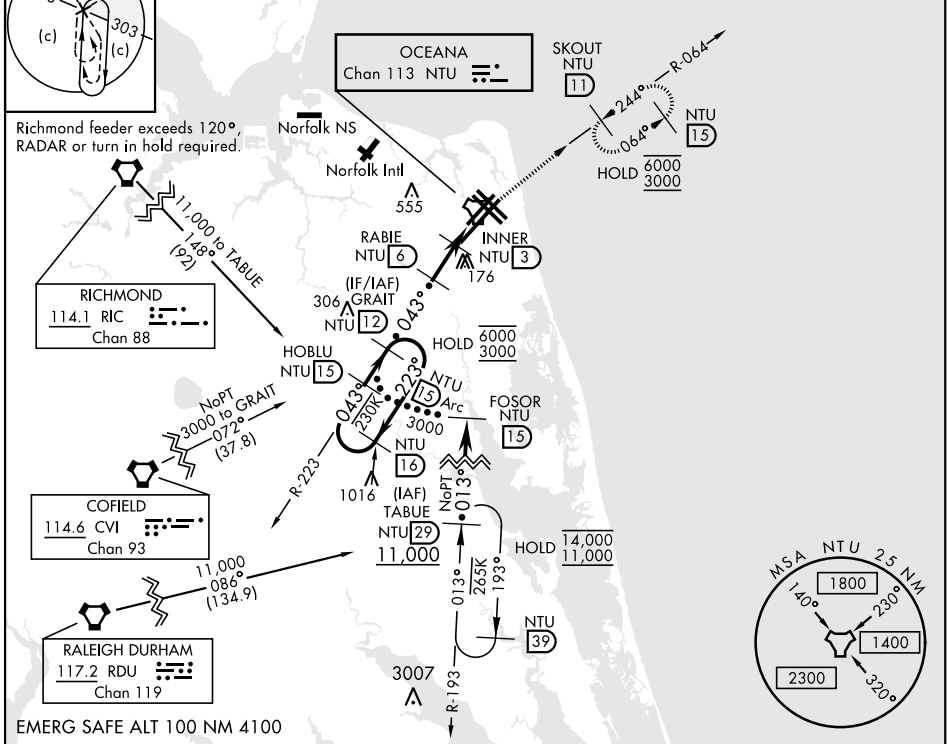 303
(c)
(c)
Richmond feeder exceeds 120°,
RADAR or turn in hold required.
OCEANA
Chan 113 NTU
SKOUT
NTU
11
R-064
244°
064°
NTU
15
HOLD 6000
3000
Norfolk NS
Norfolk Intl
555
11,000 to TABUE
148°
(92)
RABIE
NTU 6
INNER
NTU 3
176
RICHMOND
114.1 RIC
Chan 88
(IF/IAF)
GRAIT
306
NTU 12
043°
HOLD 6000
3000
HOBLU
NTU 15
043°
230K
223°
NTU
15 Arc
3000
FOSOR
NTU
15
NoPT
3000 to GRAIT
072°
(37.8)
R-223
NTU
16
1016
NoPT
013°
COFIELD
114.6 CVI
Chan 93
(IAF)
TABUE
NTU 29
11,000
HOLD 14,000
11,000
013°
265K
193°
NTU
39
11,000
086°
(134.9)
RALEIGH DURHAM
117.2 RDU
Chan 119
3007
R-193
EMERG SAFE ALT 100 NM 4100
MSA NTU 25 NM
1800
140°
230°
1400
2300
320°